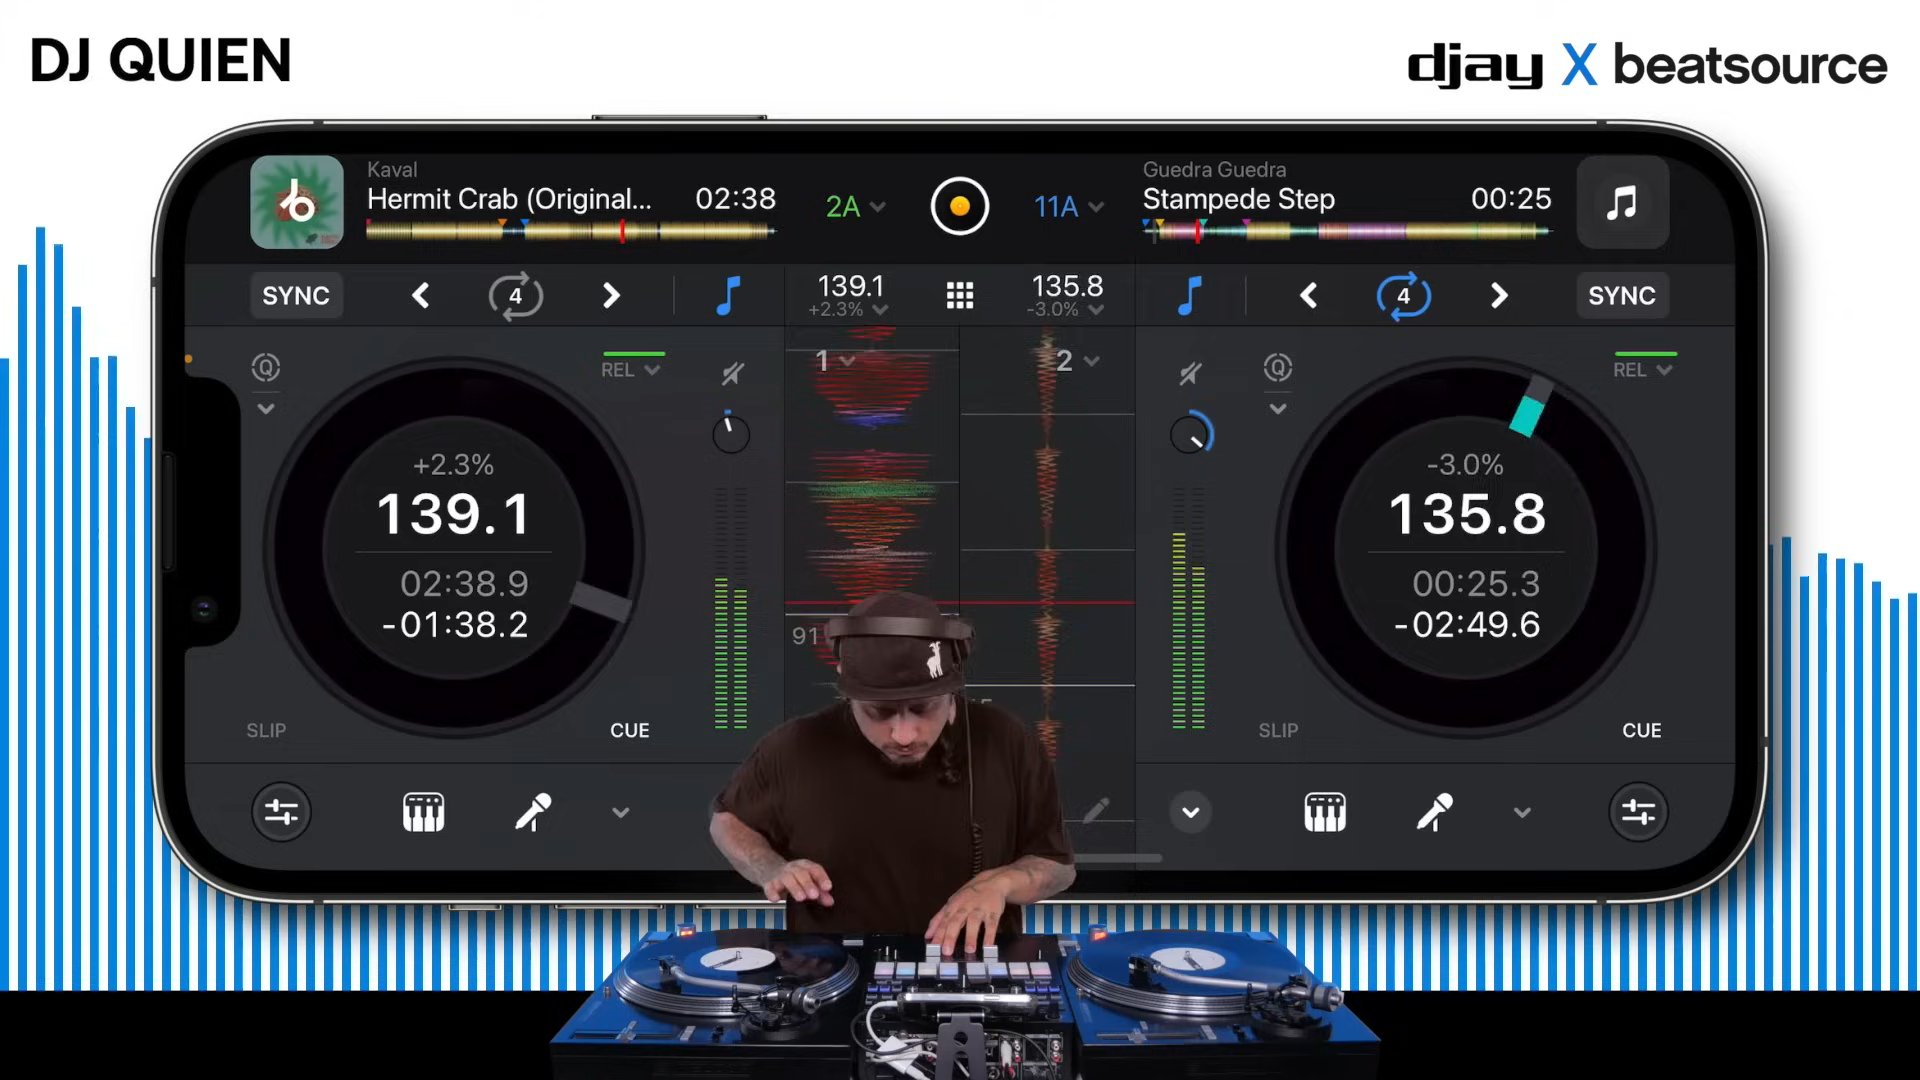 DJ QUIEN
djay X beatsource
Kaval
Hermit Crab (Original... 02:38
2A
11A
Guedra Guedra
Stampede Step 00:25
SYNC
4
139.1
+2.3%
135.8
-3.0%
4
SYNC
Q
REL
1
2
Q
REL
+2.3%
139.1
02:38.9
-01:38.2
-3.0%
135.8
00:25.3
-02:49.6
91
SLIP
CUE
SLIP
CUE